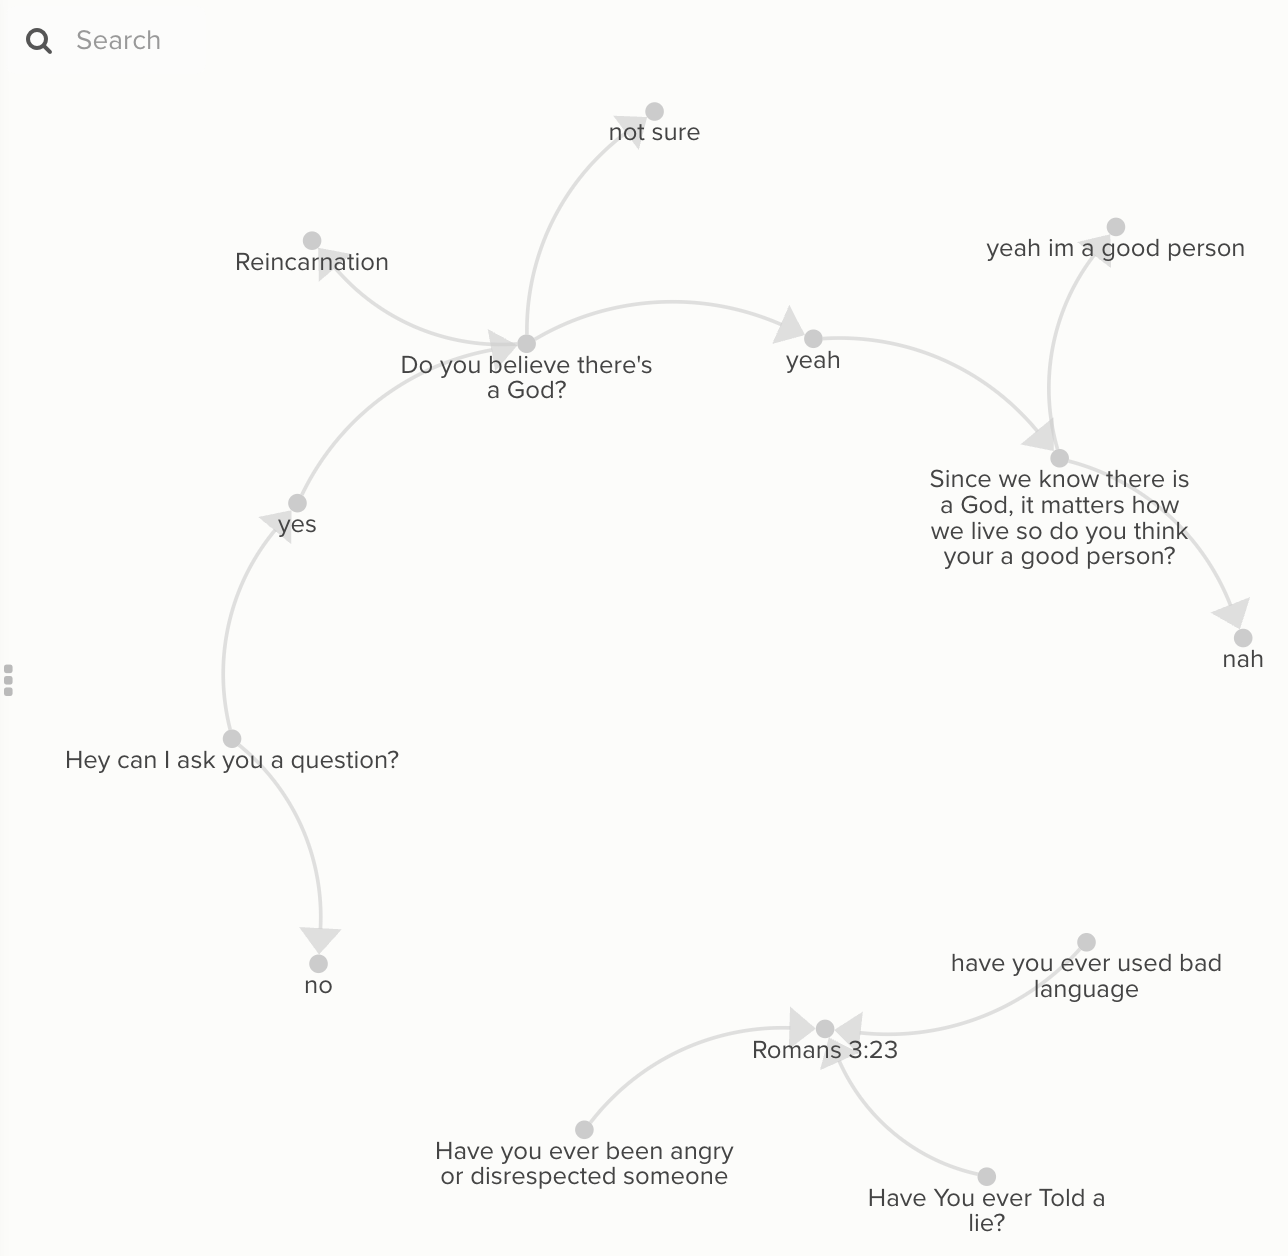 Search
not sure
Reincarnation
yeah im a good person
Do you believe there's
a God?
yeah
Since we know there is
a God, it matters how
we live so do you think
your a good person?
yes
nah
Hey can I ask you a question?
no
have you ever used bad
language
Romans 3:23
Have you ever been angry
or disrespected someone
Have You ever Told a
lie?